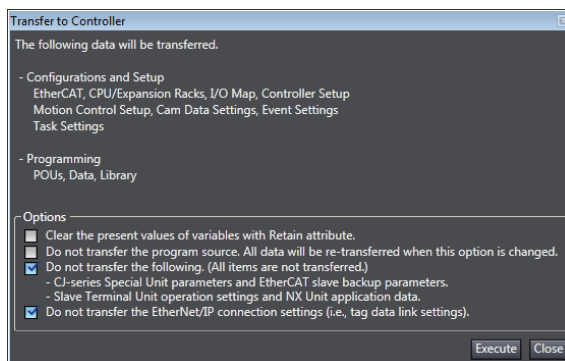 Transfer to Controller
The following data will be transferred.
- Configurations and Setup
EtherCAT, CPU/Expansion Racks, I/O Map, Controller Setup
Motion Control Setup, Cam Data Settings, Event Settings
Task Settings
- Programming
POUs, Data, Library
Options
Clear the present values of variables with Retain attribute.
Do not transfer the program source. All data will be re-transferred when this option is changed.
Do not transfer the following. (All items are not transferred.)
- CJ-series Special Unit parameters and EtherCAT slave backup parameters.
- Slave Terminal Unit operation settings and NX Unit application data.
Do not transfer the EtherNet/IP connection settings (i.e., tag data link settings).
Execute Close